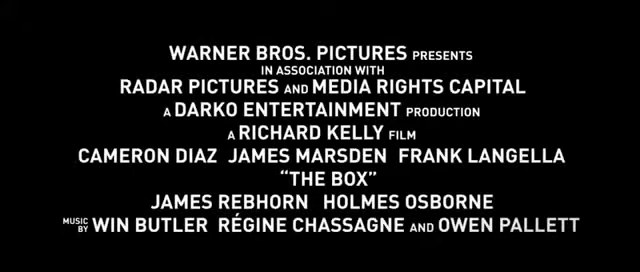 WARNER BROS. PICTURES PRESENTS
IN ASSOCIATION WITH
RADAR PICTURES AND MEDIA RIGHTS CAPITAL
A DARKO ENTERTAINMENT PRODUCTION
A RICHARD KELLY FILM
CAMERON DIAZ JAMES MARSDEN FRANK LANGELLA
“THE BOX”
JAMES REBHORN HOLMES OSBORNE
MUSIC BY WIN BUTLER RÉGINE CHASSAGNE AND OWEN PALLETT